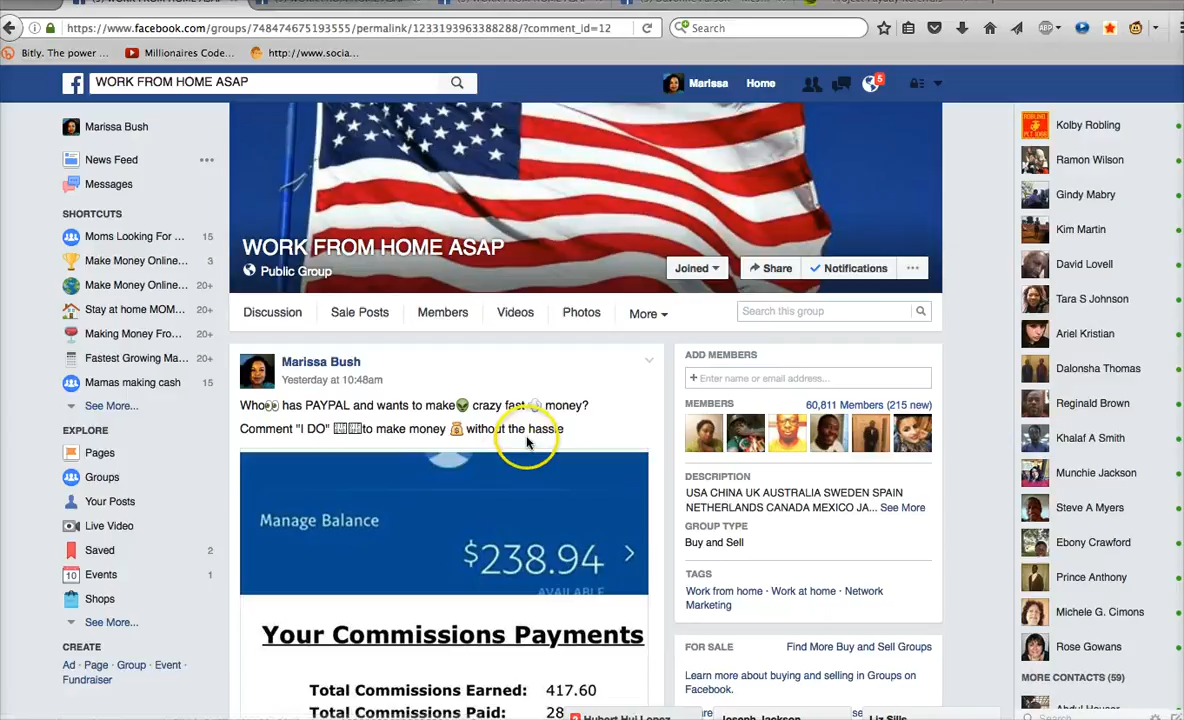 https://www.facebook.com/groups/748474675193555/permalink/1233193963388288/?comment_id=12
Search
Bitly. The power ...
Millionaires Code...
http://www.socia...
WORK FROM HOME ASAP
Marissa
Home
5
Marissa Bush
News Feed
Messages
SHORTCUTS
Moms Looking For ... 15
Make Money Online... 3
Make Money Online... 20+
Stay at home MOM... 20+
Making Money Fro... 20+
Fastest Growing Ma... 20+
Mamas making cash 15
See More...
EXPLORE
Pages
Groups
Your Posts
Live Video
Saved 2
10 Events 1
Shops
See More...
CREATE
Ad · Page · Group · Event ·
Fundraiser
WORK FROM HOME ASAP
Public Group
Joined
Share
Notifications
Discussion
Sale Posts
Members
Videos
Photos
More
Search this group
Marissa Bush
Yesterday at 10:48am
Who👀 has PAYPAL and wants to make👽 crazy fast money?
Comment "I DO" to make money 💰 without the hassle
Manage Balance
$238.94
AVAILABLE
Your Commissions Payments
Total Commissions Earned: 417.60
Total Commissions Paid: 28
ADD MEMBERS
+ Enter name or email address...
MEMBERS
60,811 Members (215 new)
DESCRIPTION
USA CHINA UK AUSTRALIA SWEDEN SPAIN
NETHERLANDS CANADA MEXICO JA... See More
GROUP TYPE
Buy and Sell
TAGS
Work from home · Work at home · Network
Marketing
FOR SALE
Find More Buy and Sell Groups
Learn more about buying and selling in Groups on
Facebook.
Hubert Hui Lopez
Joseph Jackson
Liz Sills
Kolby Robling
Ramon Wilson
Gindy Mabry
Kim Martin
David Lovell
Tara S Johnson
Ariel Kristian
Dalonsha Thomas
Reginald Brown
Khalaf A Smith
Munchie Jackson
Steve A Myers
Ebony Crawford
Prince Anthony
Michele G. Cimons
Rose Gowans
MORE CONTACTS (59)
Search